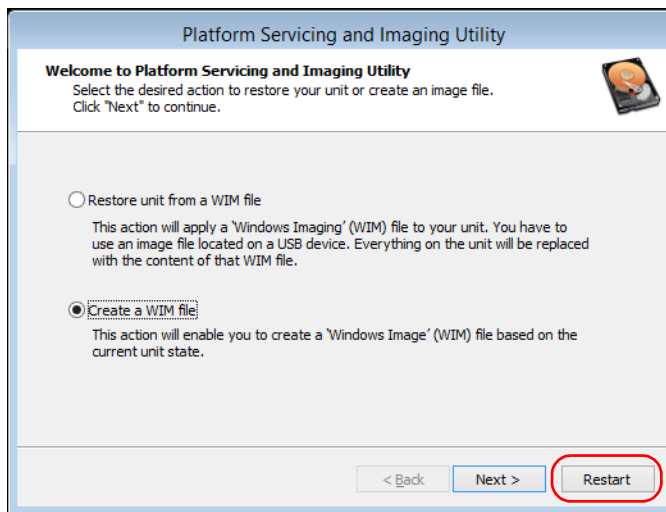 Platform Servicing and Imaging Utility
Welcome to Platform Servicing and Imaging Utility
Select the desired action to restore your unit or create an image file.
Click "Next" to continue.
Restore unit from a WIM file
This action will apply a 'Windows Imaging' (WIM) file to your unit. You have to
use an image file located on a USB device. Everything on the unit will be replaced
with the content of that WIM file.
Create a WIM file
This action will enable you to create a 'Windows Image' (WIM) file based on the
current unit state.
< Back Next > Restart